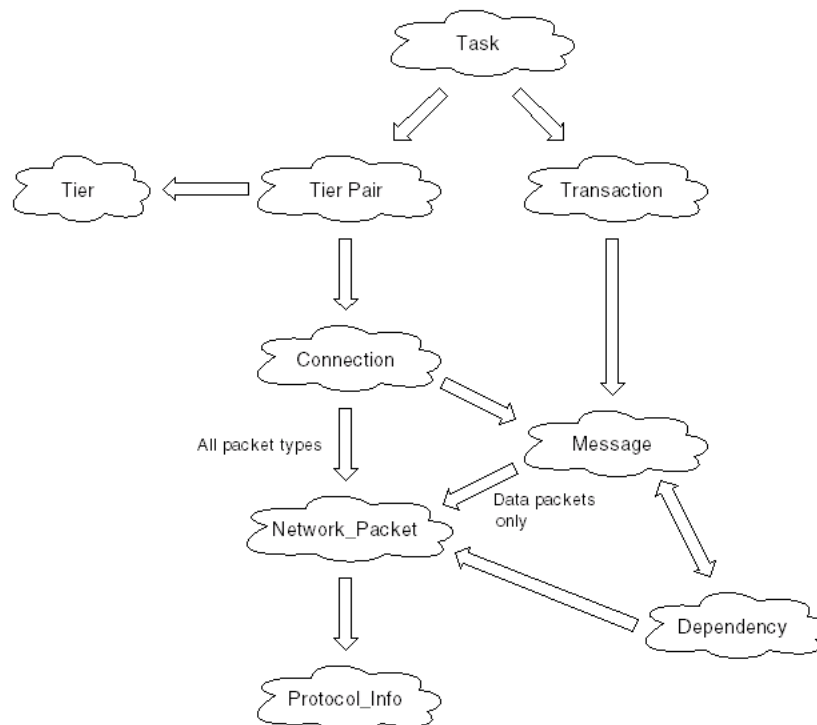 Task
Tier
Tier Pair
Transaction
Connection
All packet types
Message
Data packets
only
Network_Packet
Dependency
Protocol_Info